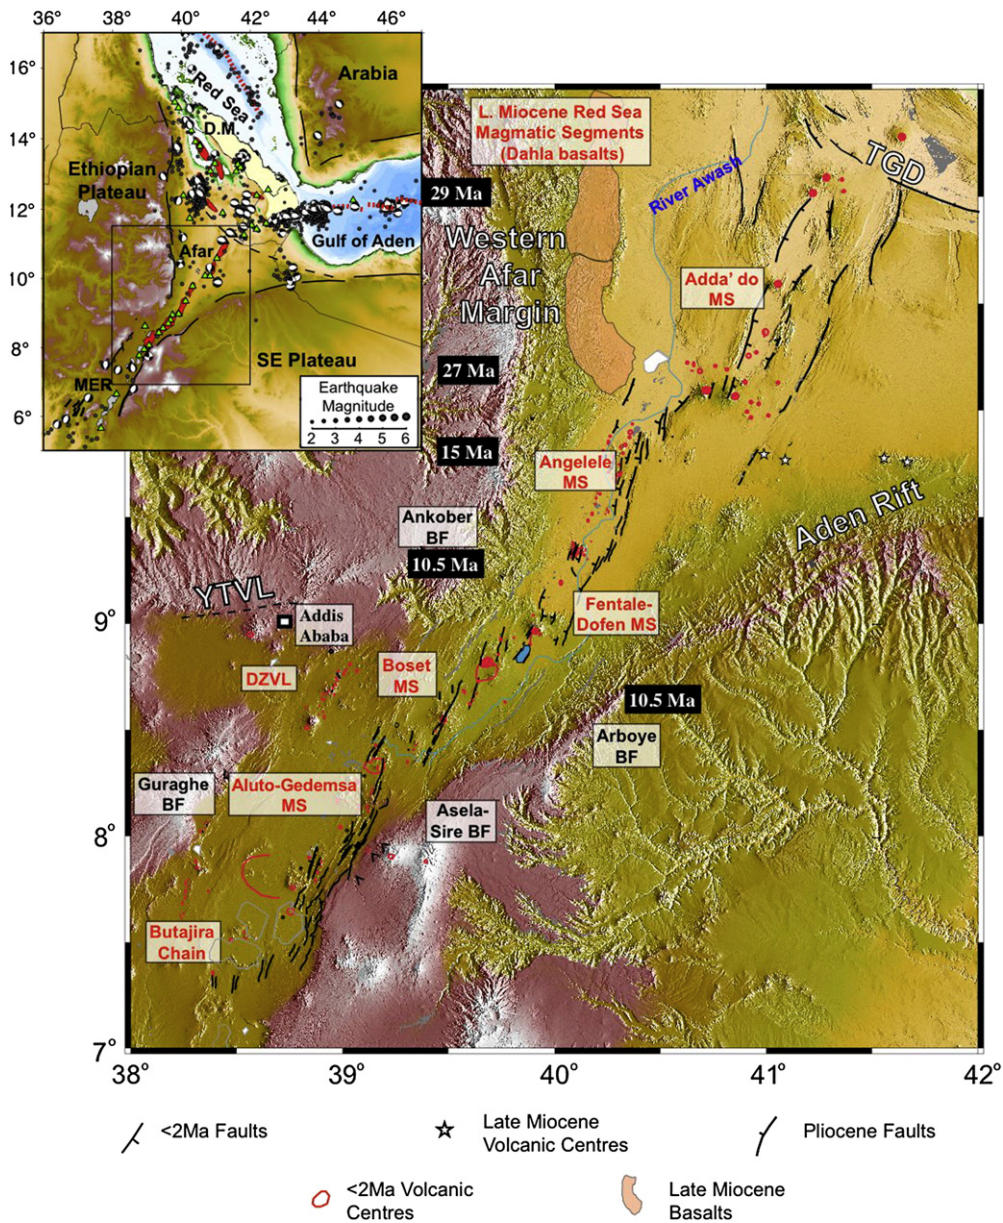 36° 38° 40° 42° 44° 46°
16°
14°
12°
10°
8°
6°
Red Sea
Arabia
D.M.
Ethiopian
Plateau
Afar
Gulf of Aden
SE Plateau
MER
Earthquake
Magnitude
2 3 4 5 6
L. Miocene Red Sea
Magmatic Segments
(Dahla basalts)
River Awash
TGD
29 Ma
Western
Afar
Margin
Adda' do
MS
27 Ma
15 Ma
Angelele
MS
Ankober
BF
10.5 Ma
Aden Rift
YTVL
9°
Addis
Ababa
Fentale-
Dofen MS
DZVL
Boset
MS
10.5 Ma
Arboye
BF
Guraghe
BF
Aluto-Gedemsa
MS
Asela-
Sire BF
8°
Butajira
Chain
7°
38° 39° 40° 41° 42°
<2Ma Faults
Late Miocene
Volcanic Centres
Pliocene Faults
<2Ma Volcanic
Centres
Late Miocene
Basalts